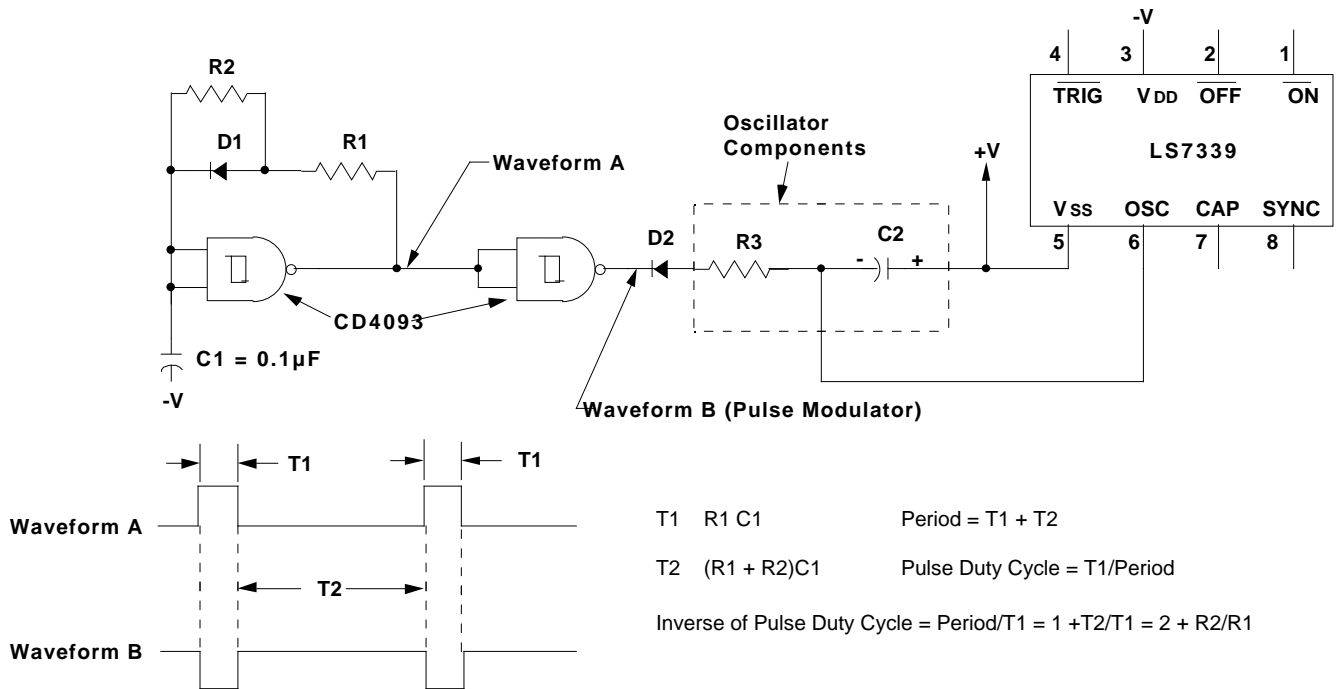 -V
4
3
2
1
TRIG
VDD
OFF
ON
LS7339
VSS
OSC
CAP
SYNC
5
6
7
8
R2
D1
R1
Waveform A
Oscillator
Components
+V
D2
R3
C2
-
+
CD4093
C1 = 0.1µF
-V
Waveform B (Pulse Modulator)
T1
T1
Waveform A
T2
Waveform B
T1 R1 C1
Period = T1 + T2
T2 (R1 + R2)C1
Pulse Duty Cycle = T1/Period
Inverse of Pulse Duty Cycle = Period/T1 = 1 +T2/T1 = 2 + R2/R1